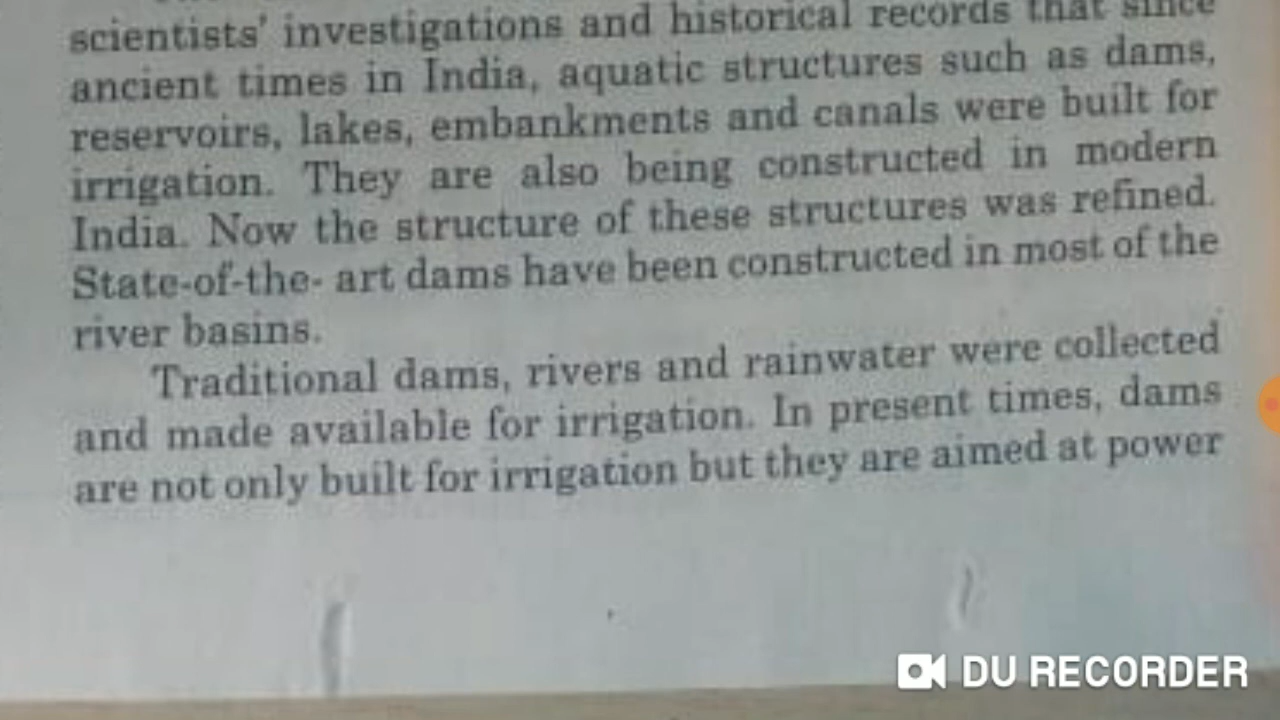 scientists' investigations and historical records that since
ancient times in India, aquatic structures such as dams,
reservoirs, lakes, embankments and canals were built for
irrigation. They are also being constructed in modern
India. Now the structure of these structures was refined.
State-of-the- art dams have been constructed in most of the
river basins.
Traditional dams, rivers and rainwater were collected
and made available for irrigation. In present times, dams
are not only built for irrigation but they are aimed at power
DU RECORDER